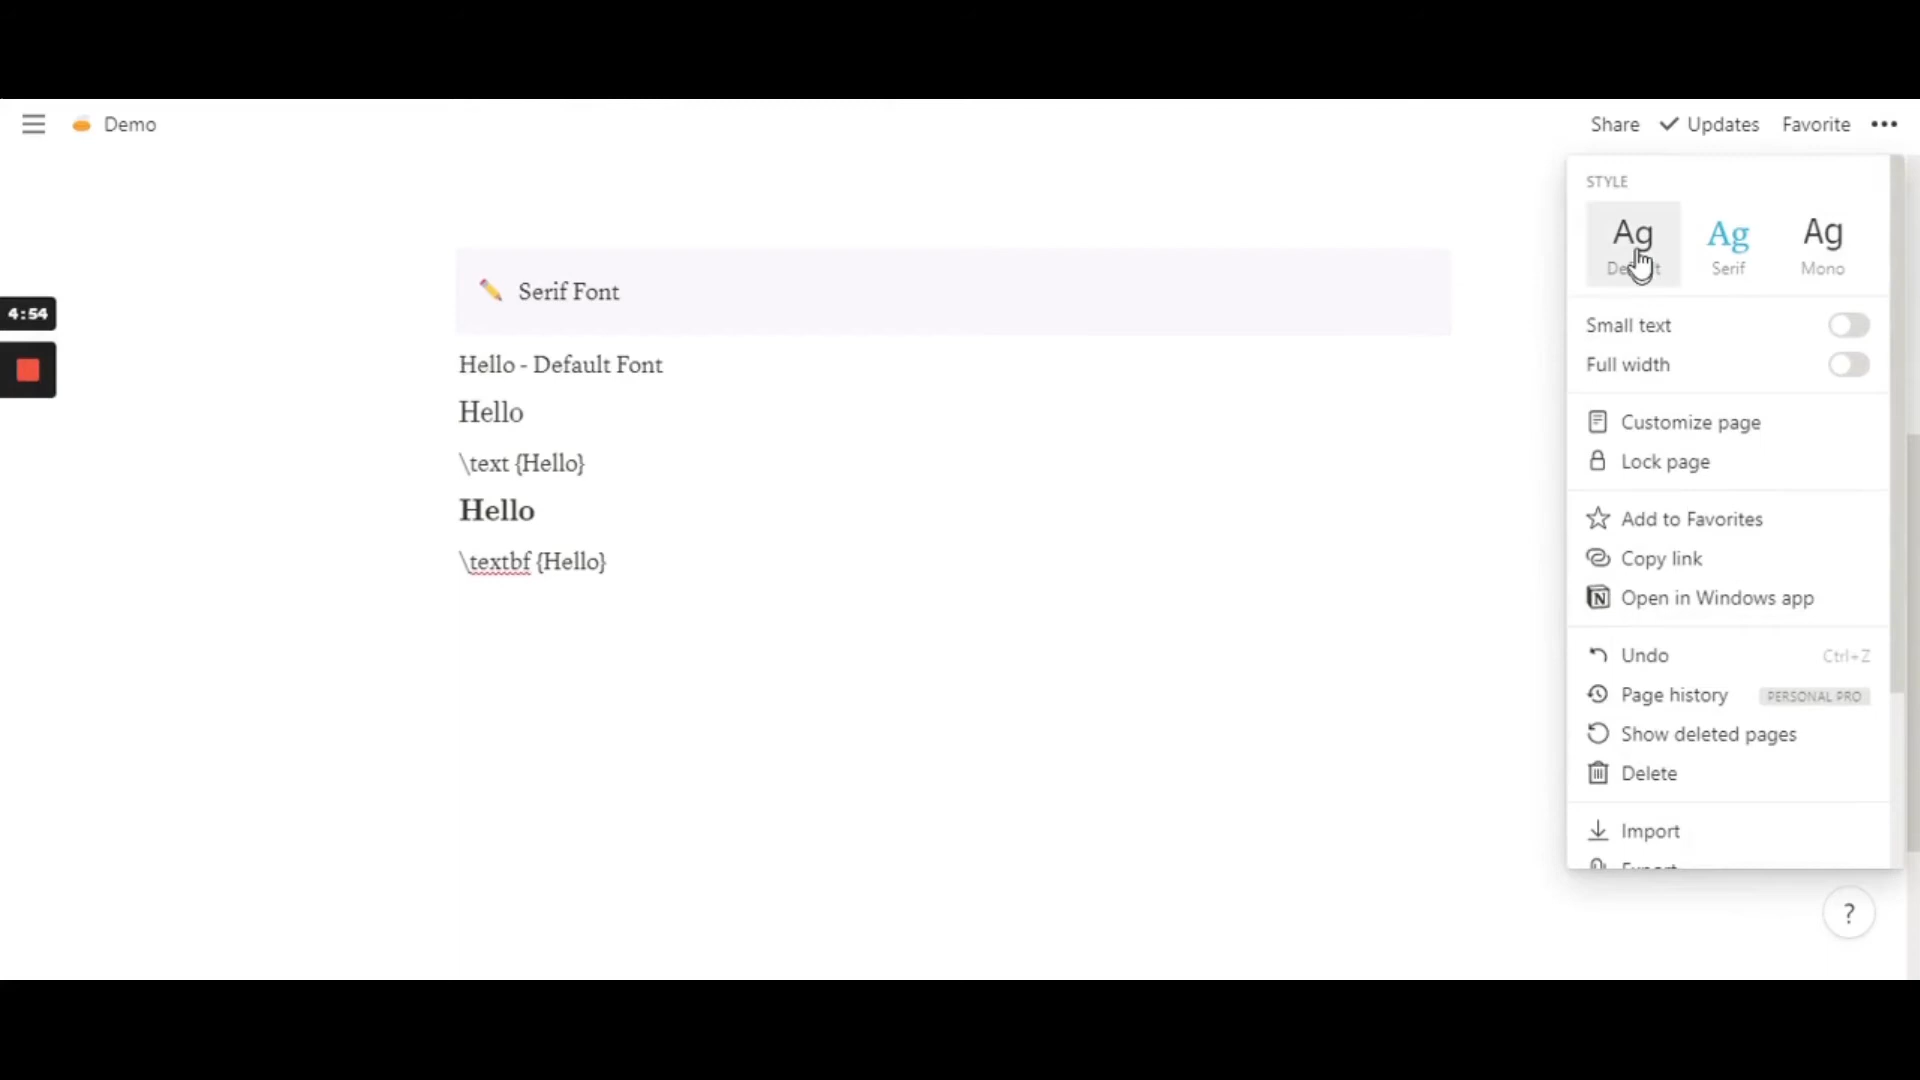 Demo
Share Updates Favorite
STYLE
Ag Ag Ag
Serif Mono
Serif Font
4:54
Small text
Hello - Default Font
Full width
Hello
Customize page
\text {Hello}
Lock page
Hello
Add to Favorites
\textbf {Hello}
Copy link
Open in Windows app
Undo Ctrl+Z
Page history PERSONAL PRO
Show deleted pages
Delete
Import
?